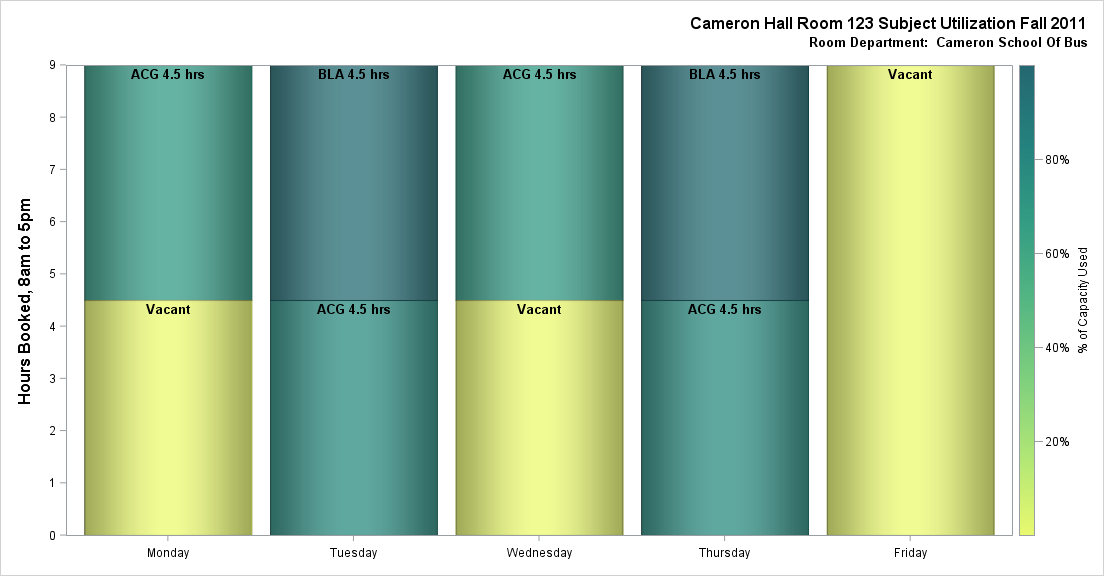 Cameron Hall Room 123 Subject Utilization Fall 2011
Room Department:  Cameron School Of Bus
Hours Booked, 8am to 5pm
9
8
7
6
5
4
3
2
1
0
ACG 4.5 hrs
BLA 4.5 hrs
ACG 4.5 hrs
BLA 4.5 hrs
Vacant
Vacant
ACG 4.5 hrs
Vacant
ACG 4.5 hrs
Monday
Tuesday
Wednesday
Thursday
Friday
80%
60%
40%
20%
% of Capacity Used